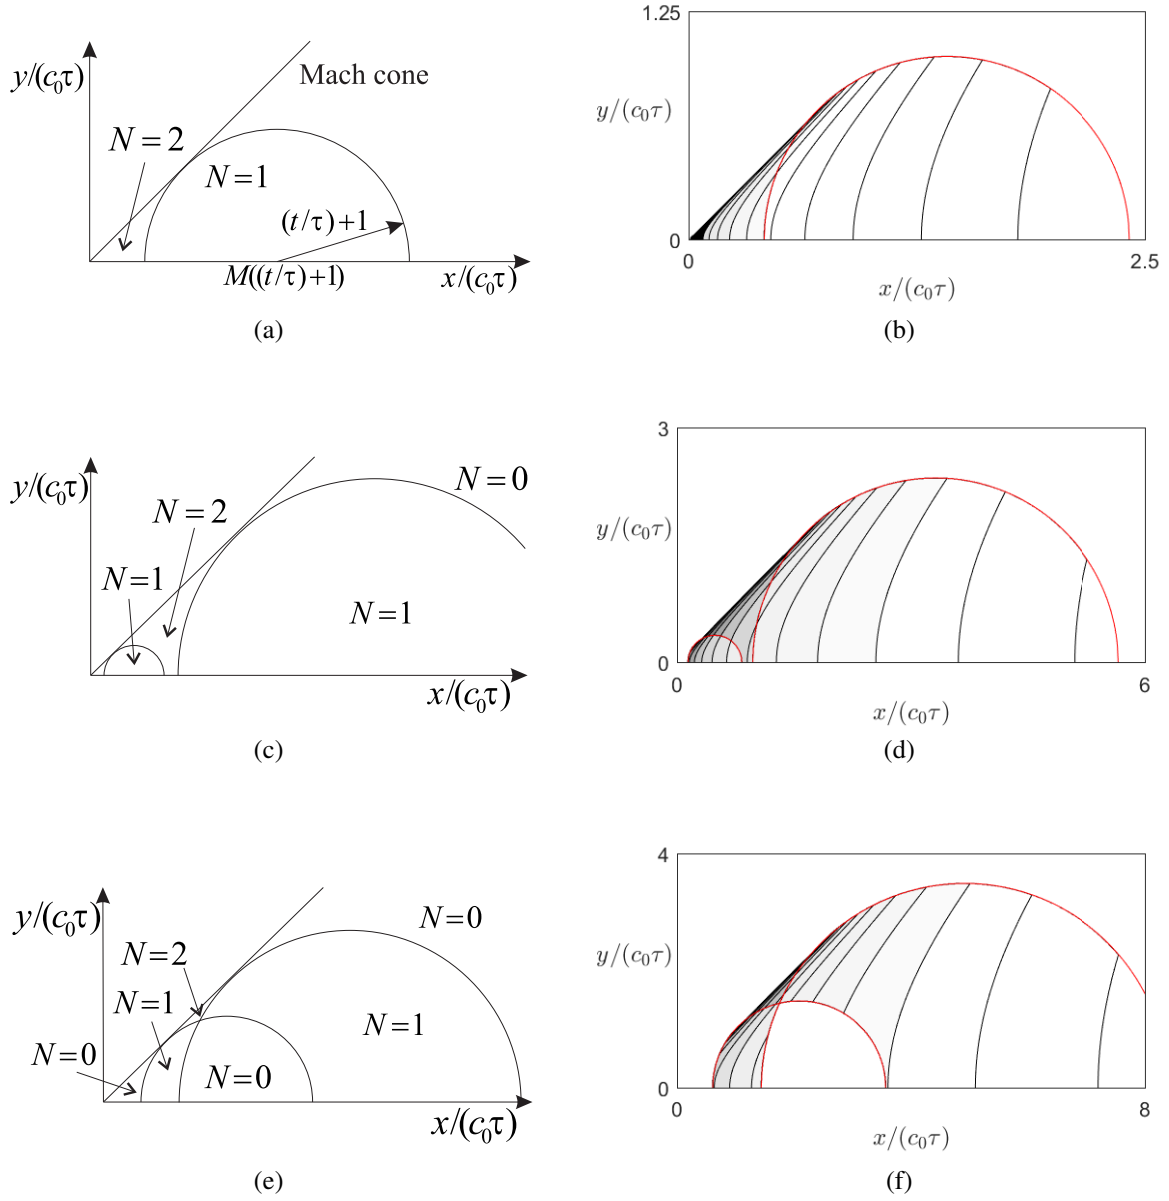 y/(c₀τ)
Mach cone
N=2
N=1
(t/τ)+1
M((t/τ)+1)
x/(c₀τ)
(a)
1.25
y/(c₀τ)
0
0
2.5
x/(c₀τ)
(b)
y/(c₀τ)
N=0
N=2
N=1
N=1
x/(c₀τ)
(c)
3
y/(c₀τ)
0
0
6
x/(c₀τ)
(d)
y/(c₀τ)
N=0
N=2
N=1
N=1
N=0
N=0
x/(c₀τ)
(e)
4
y/(c₀τ)
0
0
8
x/(c₀τ)
(f)